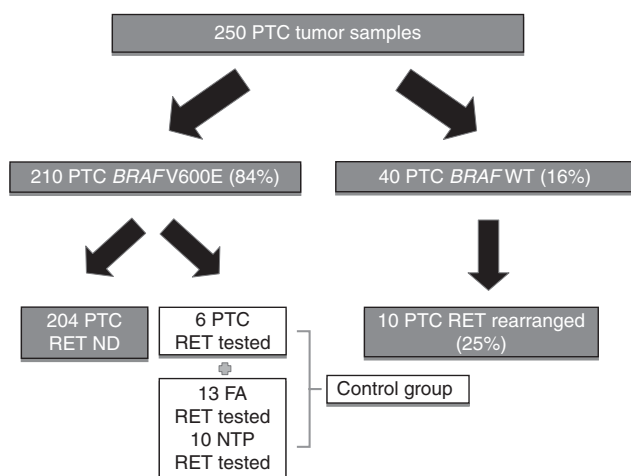 250 PTC tumor samples
210 PTC BRAFV600E (84%)
40 PTC BRAF WT (16%)
204 PTC
RET ND
6 PTC
RET tested
10 PTC RET rearranged
(25%)
13 FA
RET tested
10 NTP
RET tested
Control group